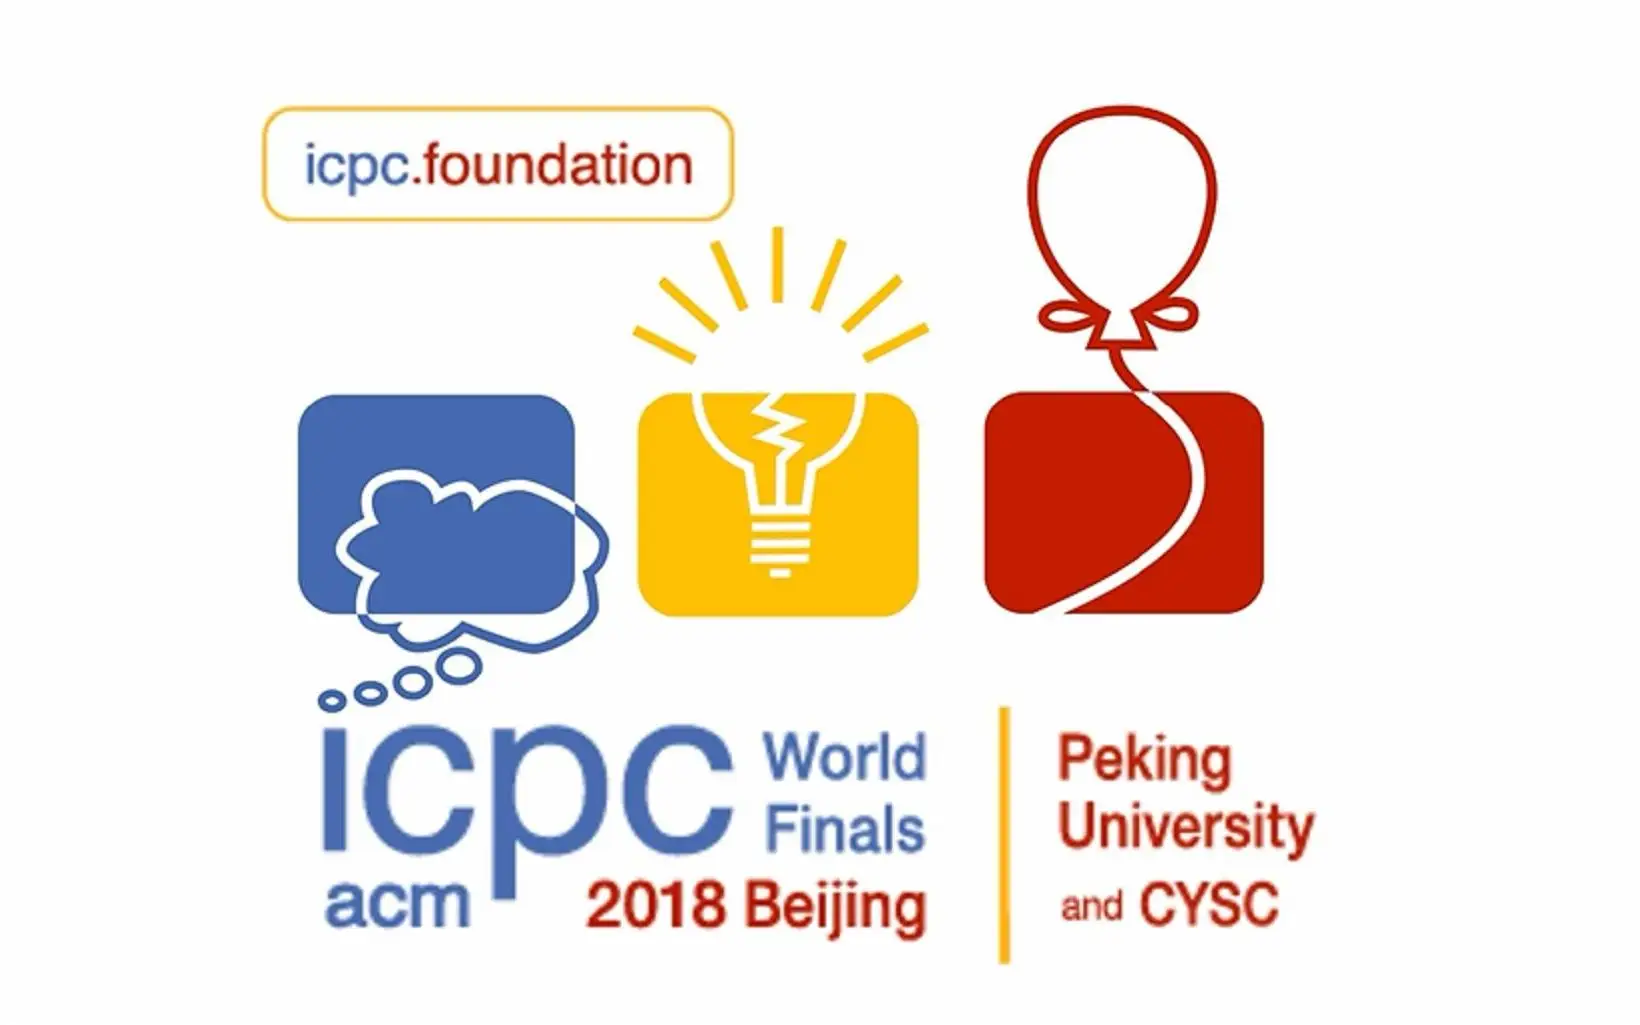 icpc.foundation
icpc
World
Finals
acm
2018 Beijing
Peking
University
and CYSC